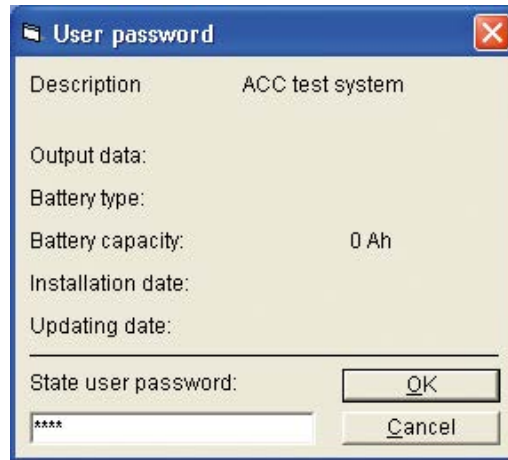 User password
Description ACC test system
Output data:
Battery type:
Battery capacity: 0 Ah
Installation date:
Updating date:
State user password:
OK
****
Cancel